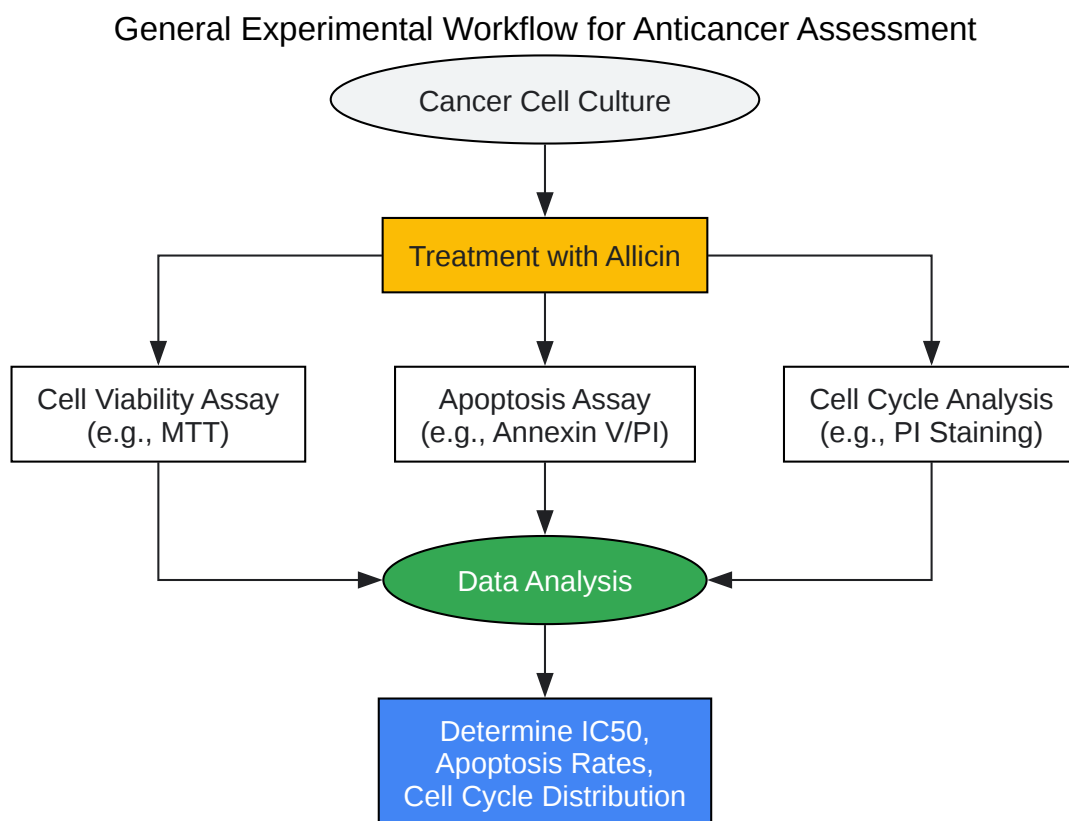 General Experimental Workflow for Anticancer Assessment
Cancer Cell Culture
Treatment with Allicin
Cell Viability Assay
(e.g., MTT)
Apoptosis Assay
(e.g., Annexin V/PI)
Cell Cycle Analysis
(e.g., PI Staining)
Data Analysis
Determine IC50,
Apoptosis Rates,
Cell Cycle Distribution